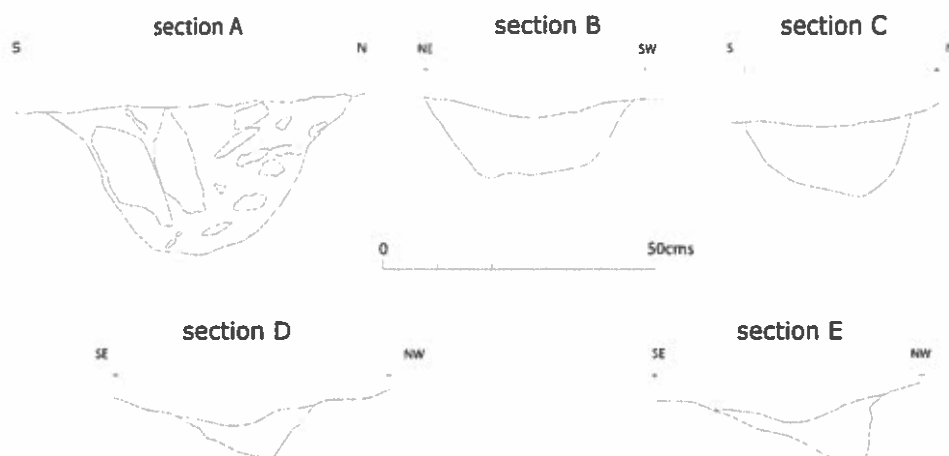 section A
section B
section C
S
N
NE
SW
S
0
50cms
section D
section E
SE
NW
SE
NW